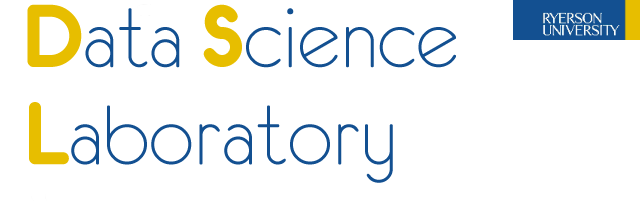 Data Science
Laboratory
RYERSON
UNIVERSITY